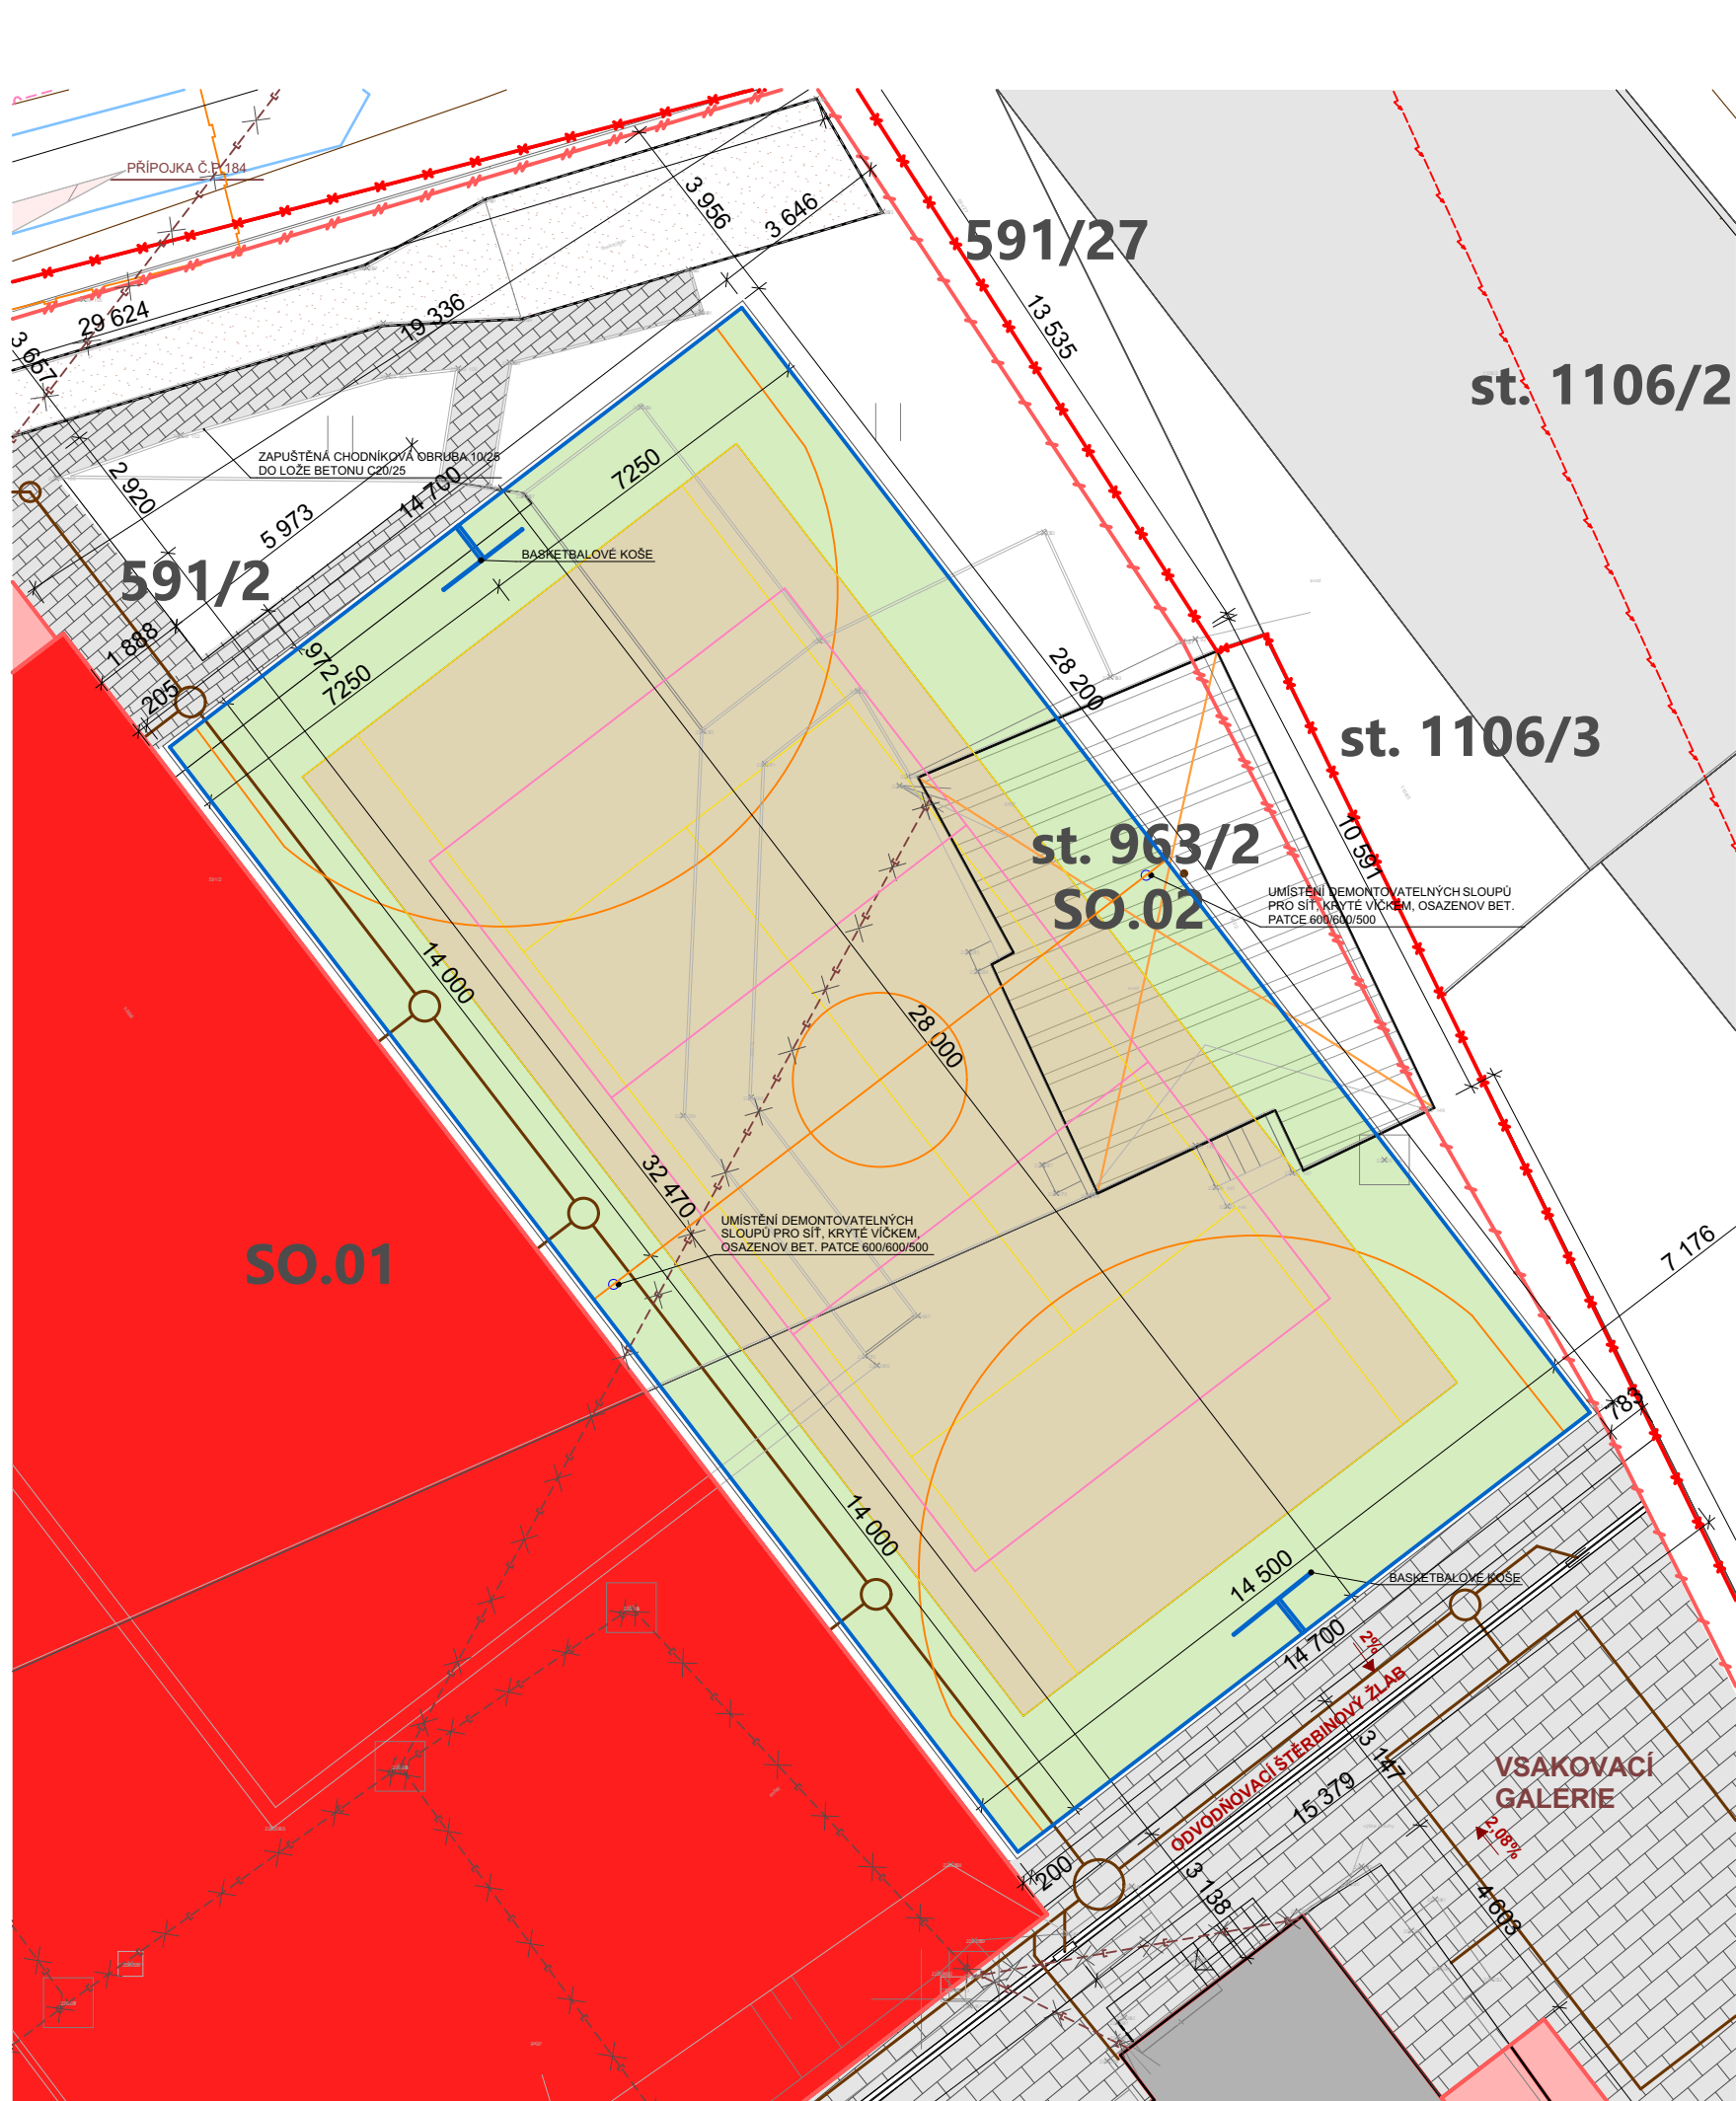 PŘÍPOJKA Č.P.184
3 956
3 646
591/27
29 624
19 336
13 535
3 667
st. 1106/2
ZAPUŠTĚNÁ CHODNÍKOVÁ OBRUBA 10/25
DO LOŽE BETONU C20/25
7250
2 920
14 700
5 973
BASKETBALOVÉ KOŠE
591/2
1 888
972
7250
205
28 200
st. 1106/3
st. 963/2
SO.02
10 591
UMÍSTĚNÍ DEMONTOVATELNÝCH SLOUPŮ
PRO SÍŤ, KRYTÉ VÍČKEM, OSAZENOV BET.
PATCE 600/600/500
14 000
28 000
32 470
UMÍSTĚNÍ DEMONTOVATELNÝCH
SLOUPŮ PRO SÍŤ, KRYTÉ VÍČKEM,
OSAZENOV BET. PATCE 600/600/500
SO.01
7 176
783
14 000
14 500
BASKETBALOVÉ KOŠE
14 700
2%
ODVODŇOVACÍ ŠTĚRBINOVÝ ŽLAB
3 147
VSAKOVACÍ
GALERIE
15 379
2,08%
200
3 138
4 603